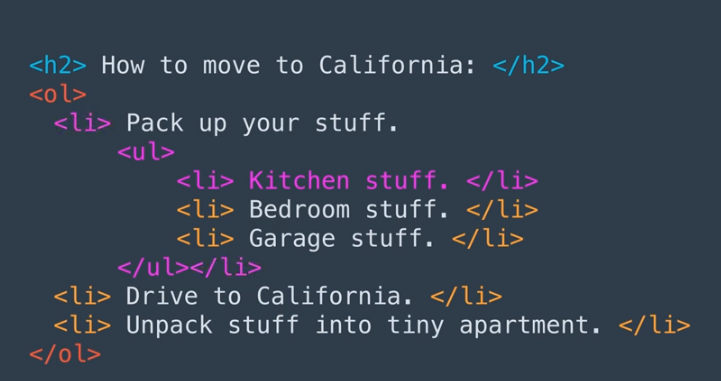 <h2> How to move to California: </h2>
<ol>
<li> Pack up your stuff.
<ul>
<li> Kitchen stuff. </li>
<li> Bedroom stuff. </li>
<li> Garage stuff. </li>
</ul></li>
<li> Drive to California. </li>
<li> Unpack stuff into tiny apartment. </li>
</ol>